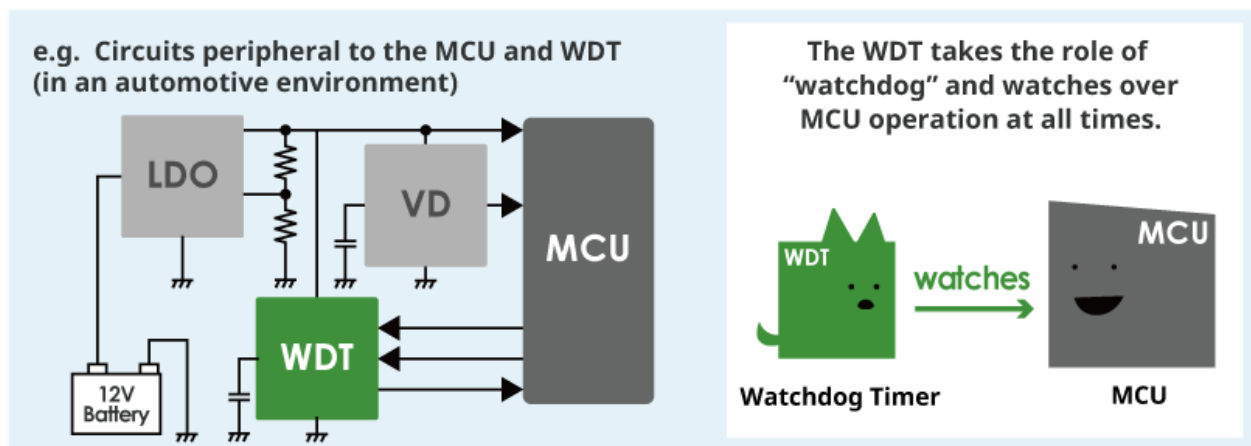 e.g. Circuits peripheral to the MCU and WDT
(in an automotive environment)
LDO
VD
MCU
WDT
12V
Battery
The WDT takes the role of
“watchdog” and watches over
MCU operation at all times.
WDT
watches
MCU
Watchdog Timer
MCU